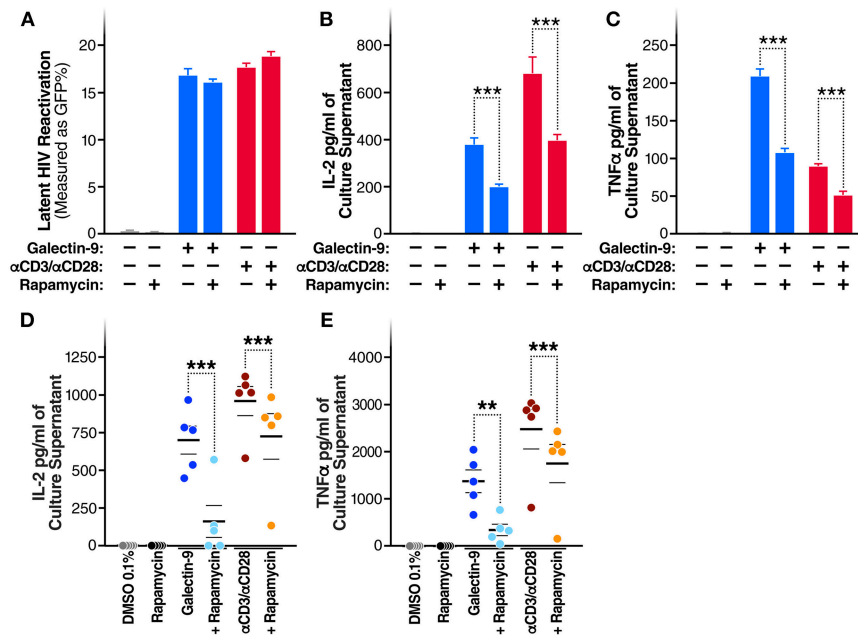 A
Latent HIV Reactivation
(Measured as GFP%)
20
15
10
5
0
Galectin-9: − − + + − −
αCD3/αCD28: − − − − + +
Rapamycin: − + − + − +
B
IL-2 pg/ml of
Culture Supernatant
800
600
400
200
0
***
***
Galectin-9: − − + + − −
αCD3/αCD28: − − − − + +
Rapamycin: − + − + − +
C
TNFα pg/ml of
Culture Supernatant
250
200
150
100
50
0
***
***
Galectin-9: − − + + − −
αCD3/αCD28: − − − − + +
Rapamycin: − + − + − +
D
IL-2 pg/ml of
Culture Supernatant
1250
1000
750
500
250
0
***
***
DMSO 0.1%
Rapamycin
Galectin-9
+ Rapamycin
αCD3/αCD28
+ Rapamycin
E
TNFα pg/ml of
Culture Supernatant
4000
3000
2000
1000
0
**
***
DMSO 0.1%
Rapamycin
Galectin-9
+ Rapamycin
αCD3/αCD28
+ Rapamycin